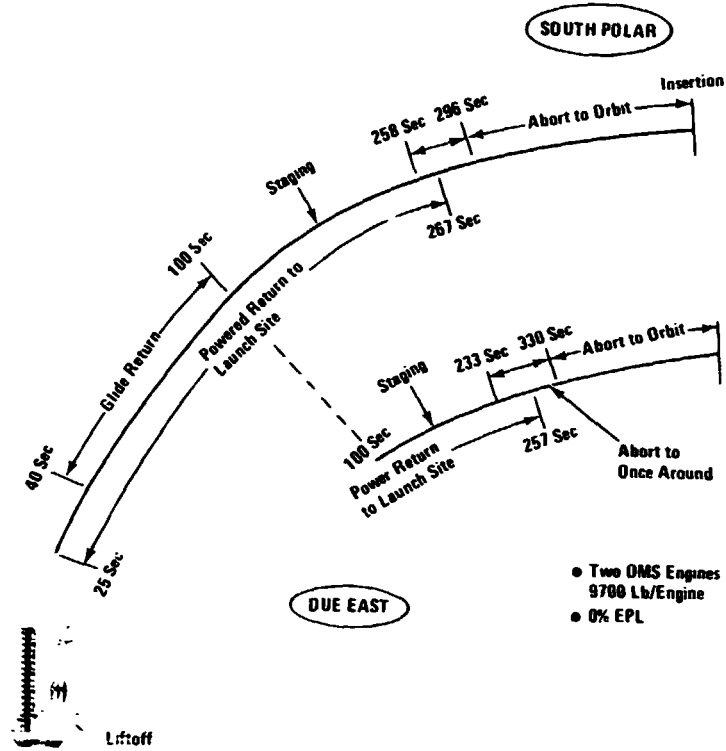 SOUTH POLAR
Insertion
258 Sec
296 Sec
Abort to Orbit
Staging
267 Sec
100 Sec
Glide Return
Powered Return to
Launch Site
40 Sec
25 Sec
Staging
233 Sec
330 Sec
Abort to Orbit
100 Sec
Power Return
to Launch Site
257 Sec
Abort to
Once Around
DUE EAST
● Two OMS Engines
9700 Lb/Engine
● 0% EPL
Liftoff